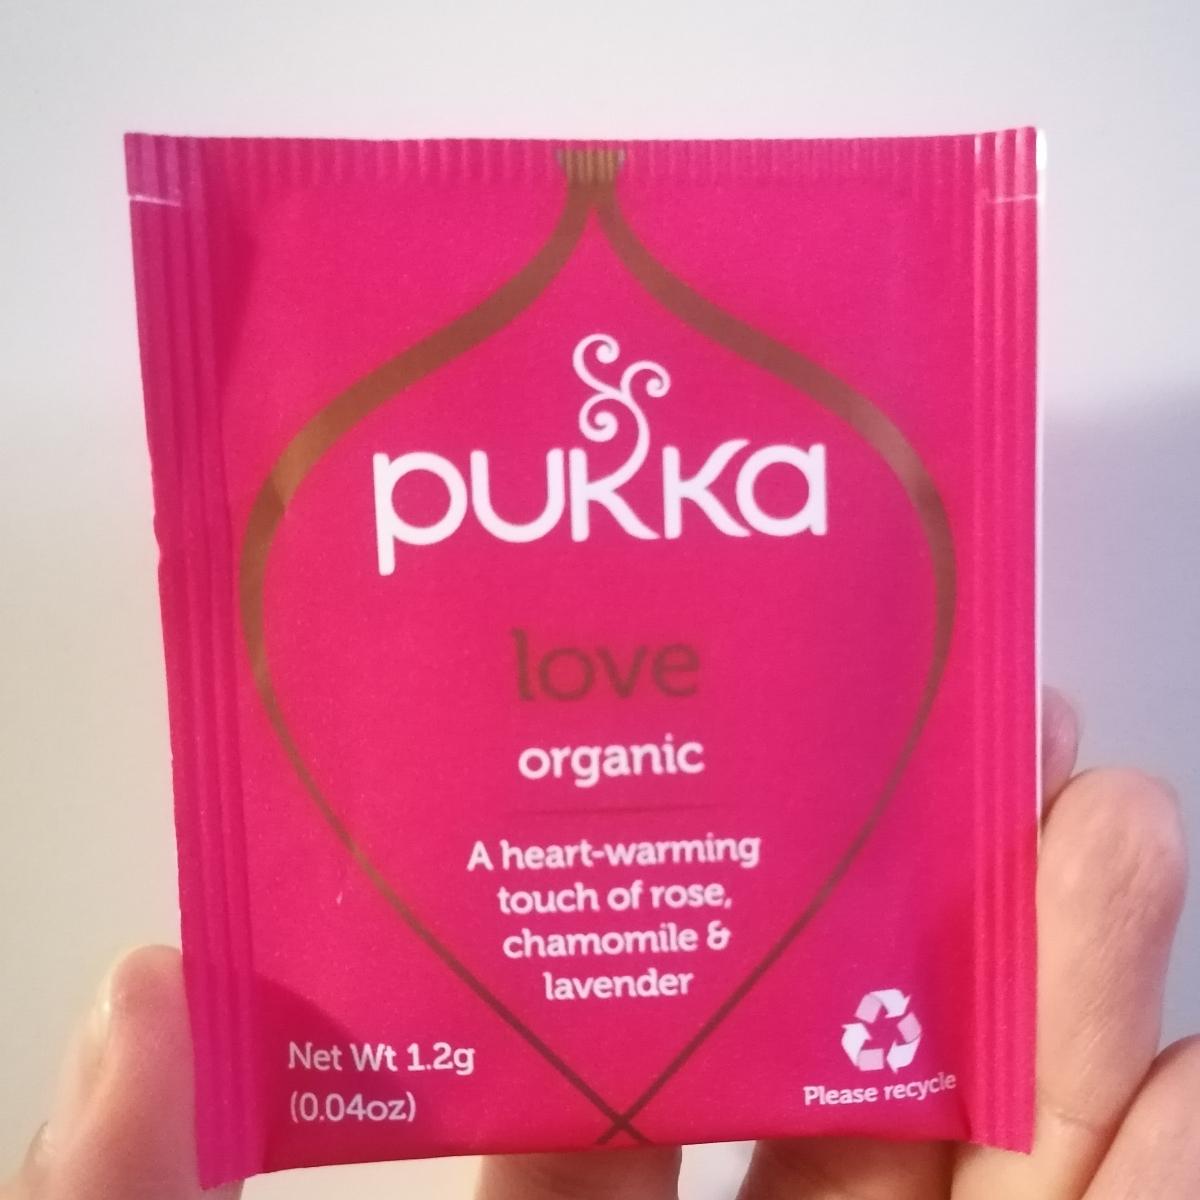 pukka
love
organic
A heart-warming
touch of rose,
chamomile &
lavender
Net Wt 1.2g
(0.04oz)
Please recycle